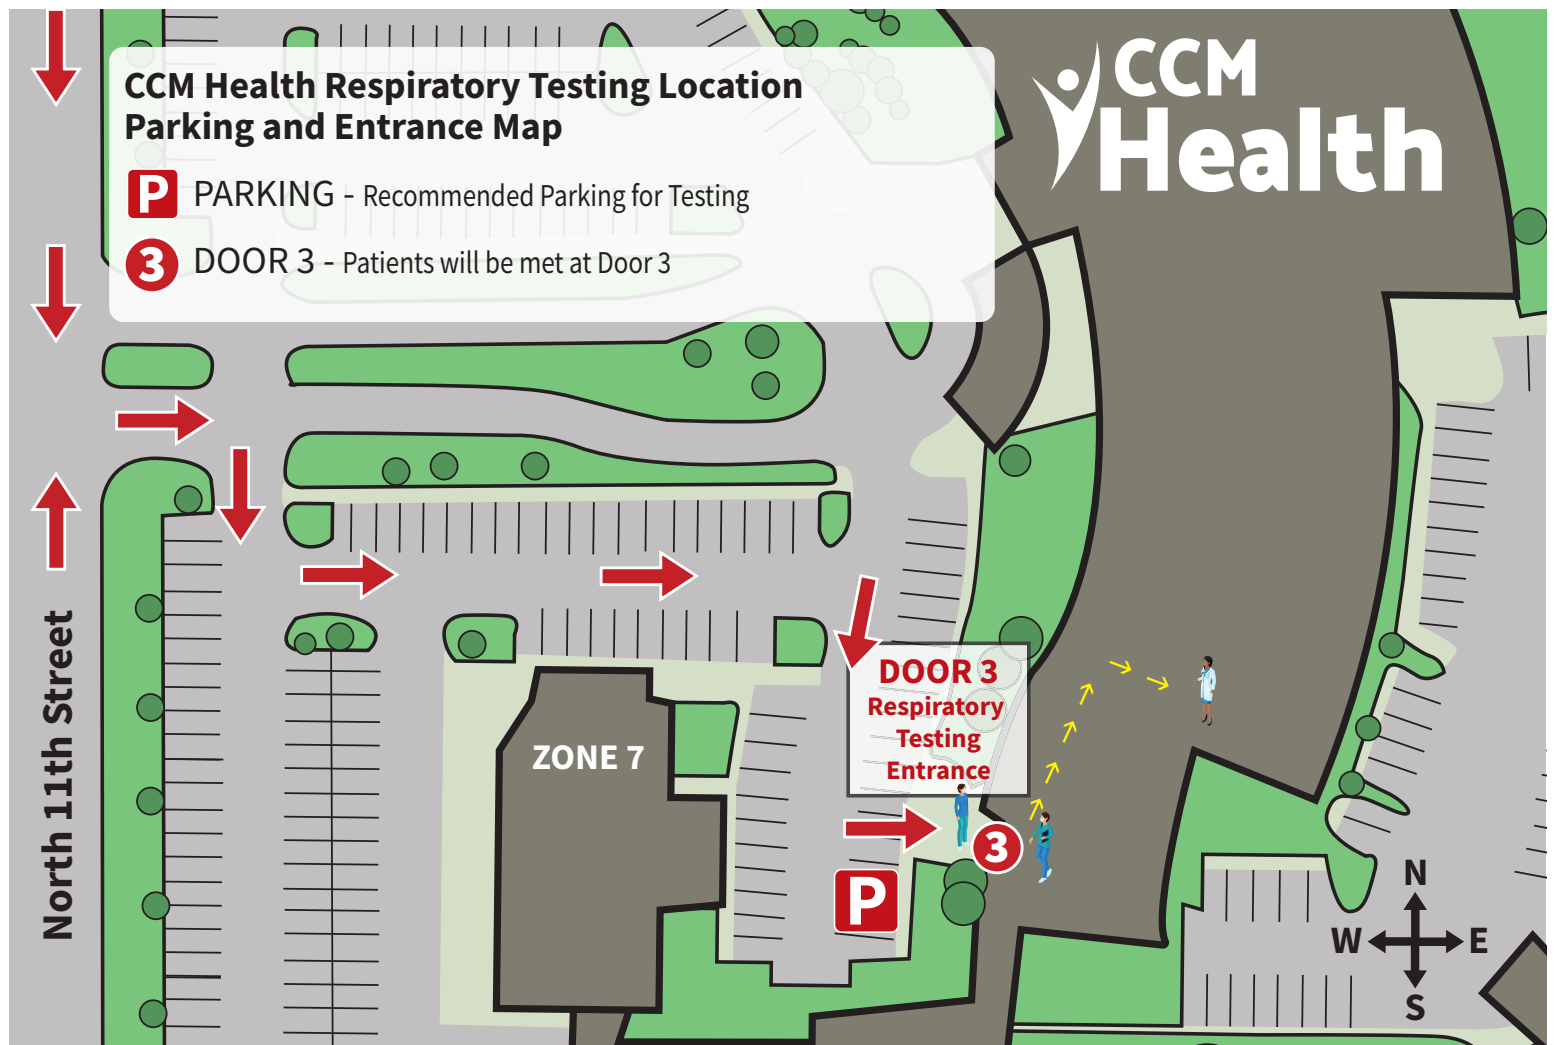 CCM Health Respiratory Testing Location
Parking and Entrance Map
P PARKING - Recommended Parking for Testing
3 DOOR 3 - Patients will be met at Door 3
CCM
Health
North 11th Street
ZONE 7
DOOR 3
Respiratory
Testing
Entrance
3
P
N
W E
S